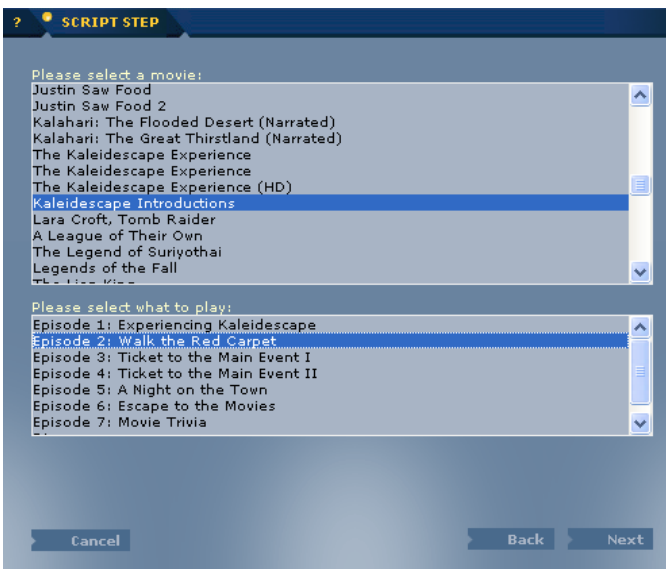 ? SCRIPT STEP
Please select a movie:
Justin Saw Food
Justin Saw Food 2
Kalahari: The Flooded Desert (Narrated)
Kalahari: The Great Thirstland (Narrated)
The Kaleidescape Experience
The Kaleidescape Experience
The Kaleidescape Experience (HD)
Kaleidescape Introductions
Lara Croft, Tomb Raider
A League of Their Own
The Legend of Suriyothai
Legends of the Fall
The Lion King
Please select what to play:
Episode 1: Experiencing Kaleidescape
Episode 2: Walk the Red Carpet
Episode 3: Ticket to the Main Event I
Episode 4: Ticket to the Main Event II
Episode 5: A Night on the Town
Episode 6: Escape to the Movies
Episode 7: Movie Trivia
Cancel Back Next